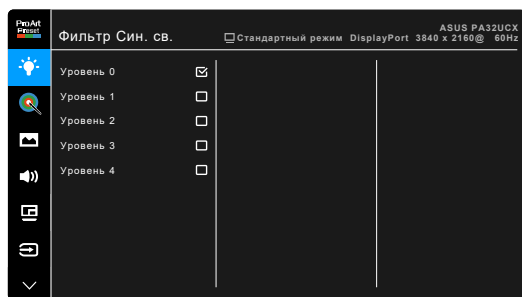 ProArt
Preset
Фильтр Син. св.
ASUS PA32UCX
Стандартный режим DisplayPort 3840 x 2160@ 60Hz
Уровень 0
Уровень 1
Уровень 2
Уровень 3
Уровень 4